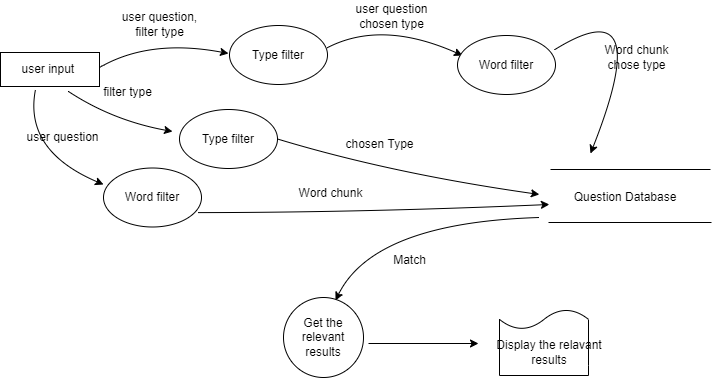 user question,
filter type
user question
chosen type
Type filter
Word filter
Word chunk
chose type
user input
filter type
user question
Type filter
chosen Type
Word filter
Word chunk
Question Database
Match
Get the
relevant
results
Display the relavant
results